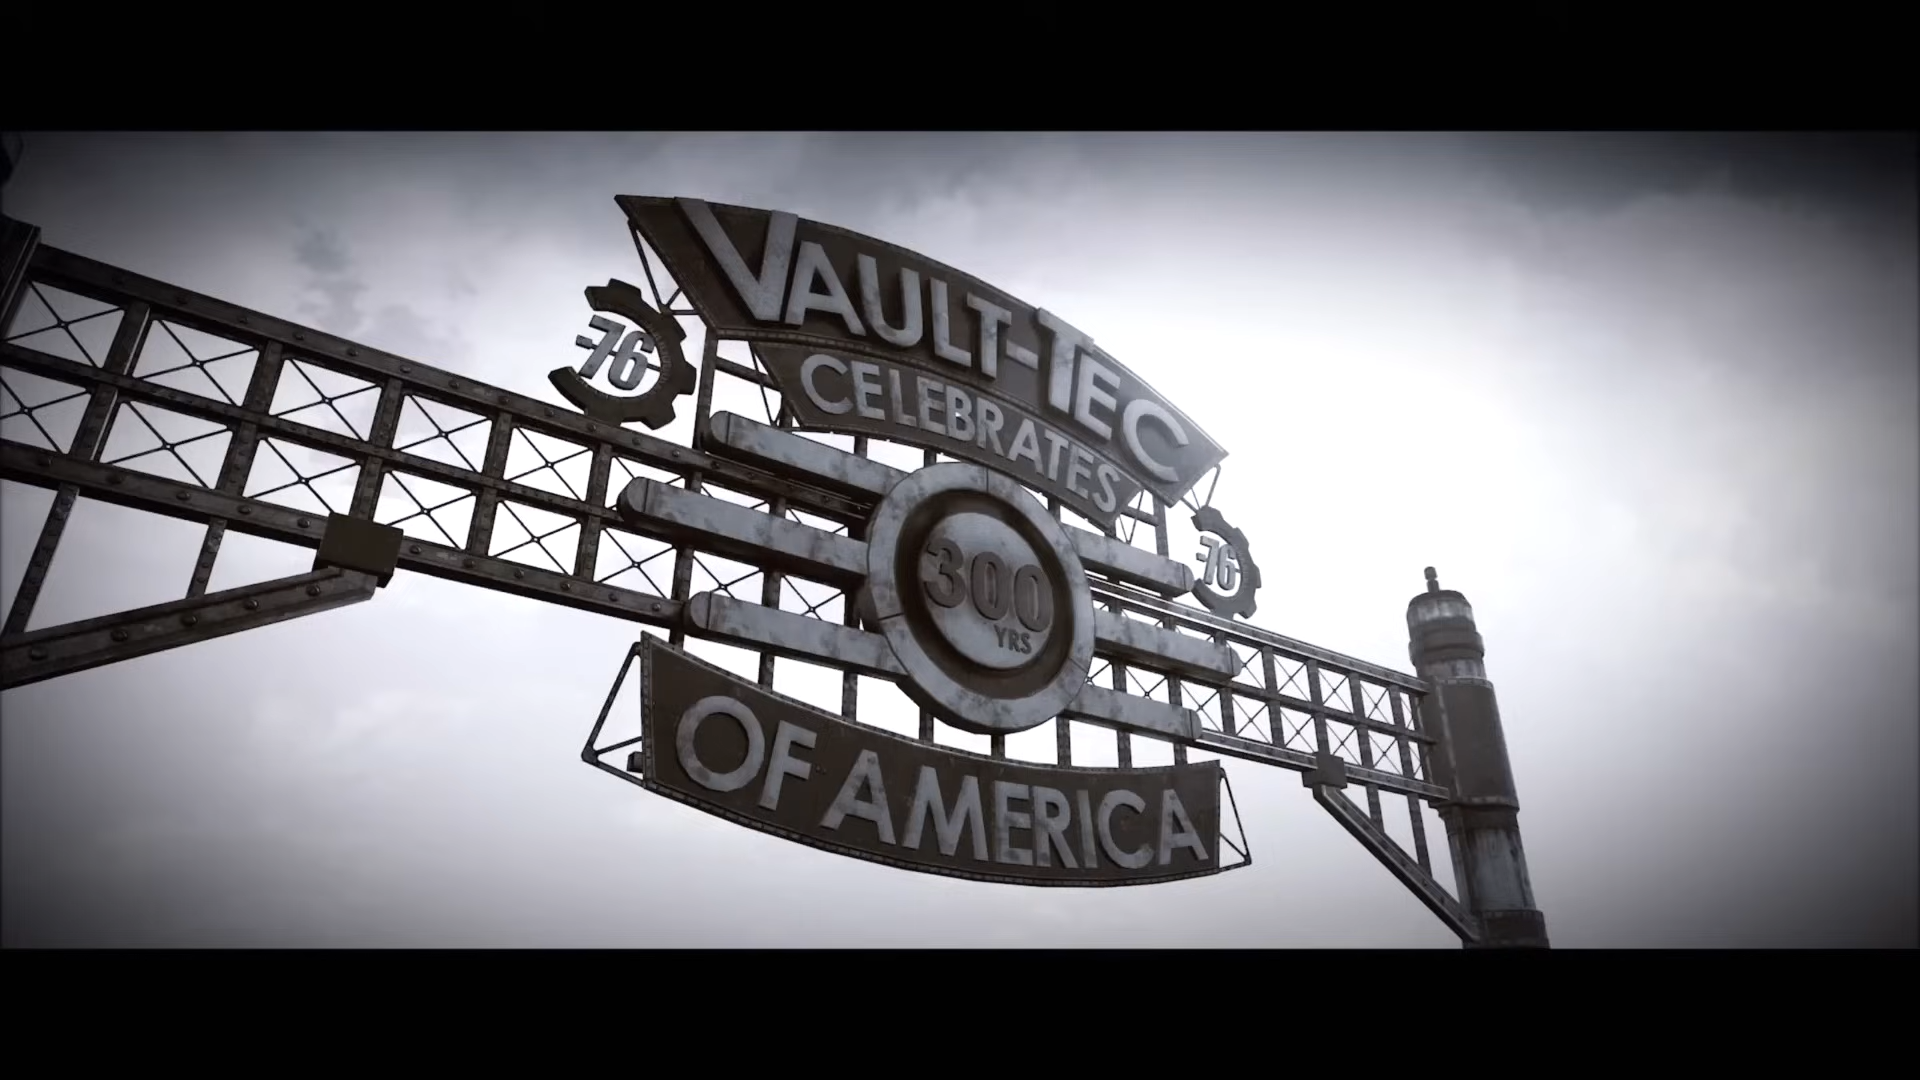 VAULT-TEC
CELEBRATES
76
76
300
YRS
OF AMERICA